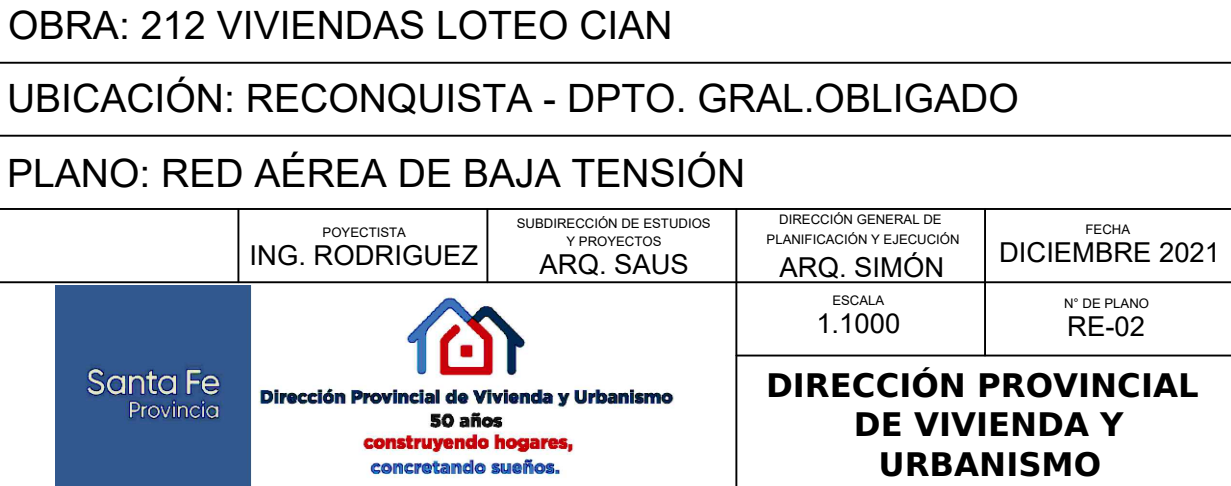 OBRA: 212 VIVIENDAS LOTEO CIAN
UBICACIÓN: RECONQUISTA - DPTO. GRAL.OBLIGADO
PLANO: RED AÉREA DE BAJA TENSIÓN
POYECTISTA
ING. RODRIGUEZ
SUBDIRECCIÓN DE ESTUDIOS
Y PROYECTOS
ARQ. SAUS
DIRECCIÓN GENERAL DE
PLANIFICACIÓN Y EJECUCIÓN
ARQ. SIMÓN
FECHA
DICIEMBRE 2021
Santa Fe
Provincia
Dirección Provincial de Vivienda y Urbanismo
50 años
construyendo hogares,
concretando sueños.
ESCALA
1.1000
N° DE PLANO
RE-02
DIRECCIÓN PROVINCIAL
DE VIVIENDA Y
URBANISMO